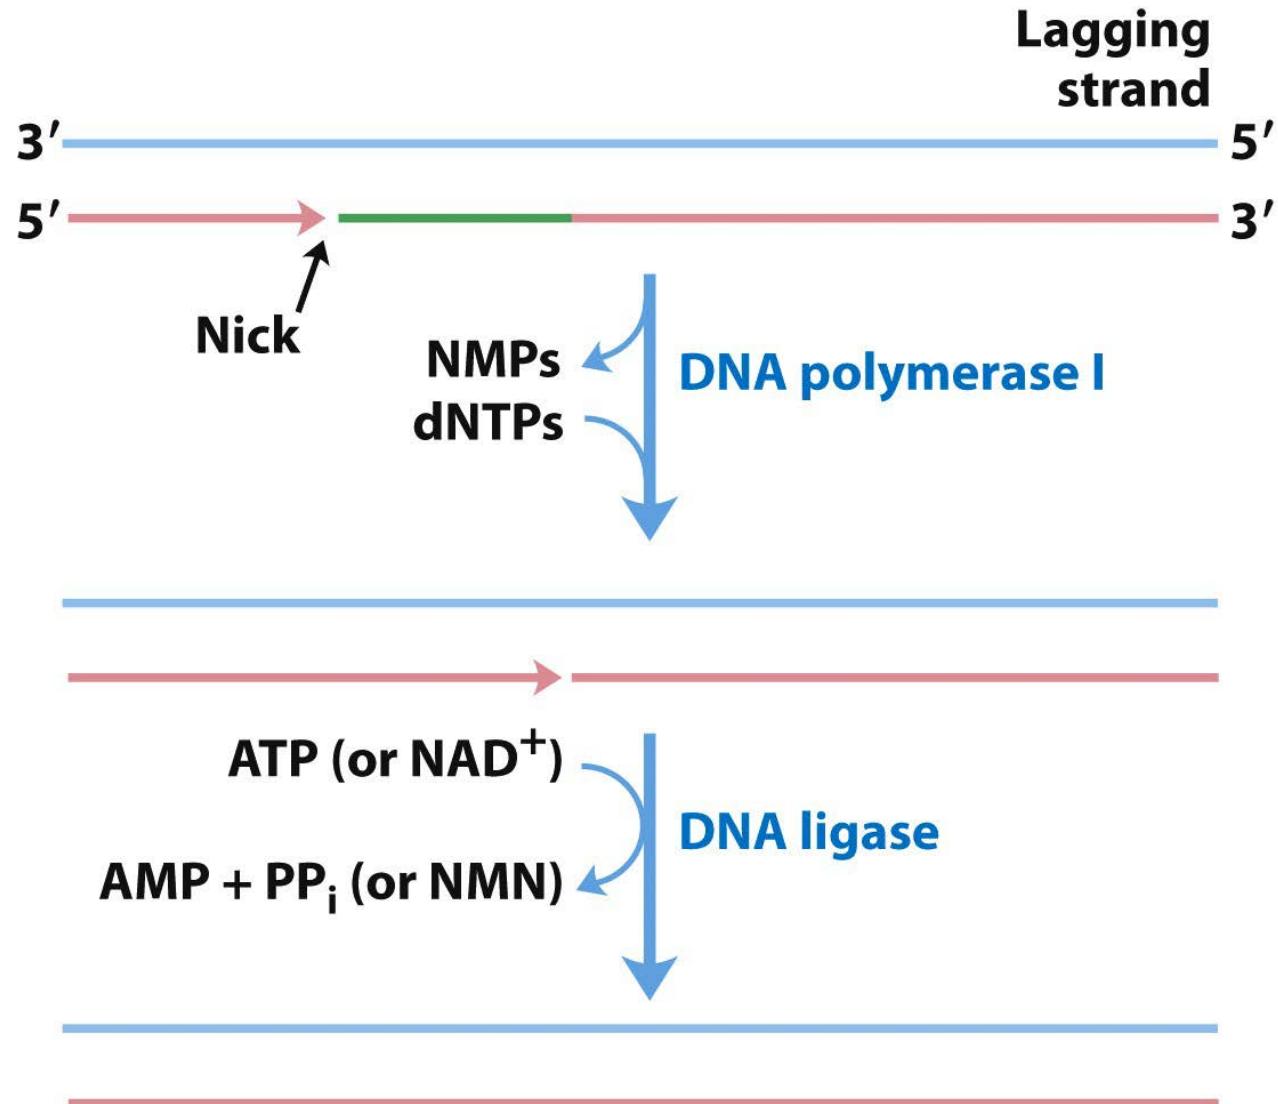 Lagging
strand
3′ 5′
5′ 3′
Nick
NMPs
dNTPs
DNA polymerase I
ATP (or NAD⁺)
DNA ligase
AMP + PPᵢ (or NMN)